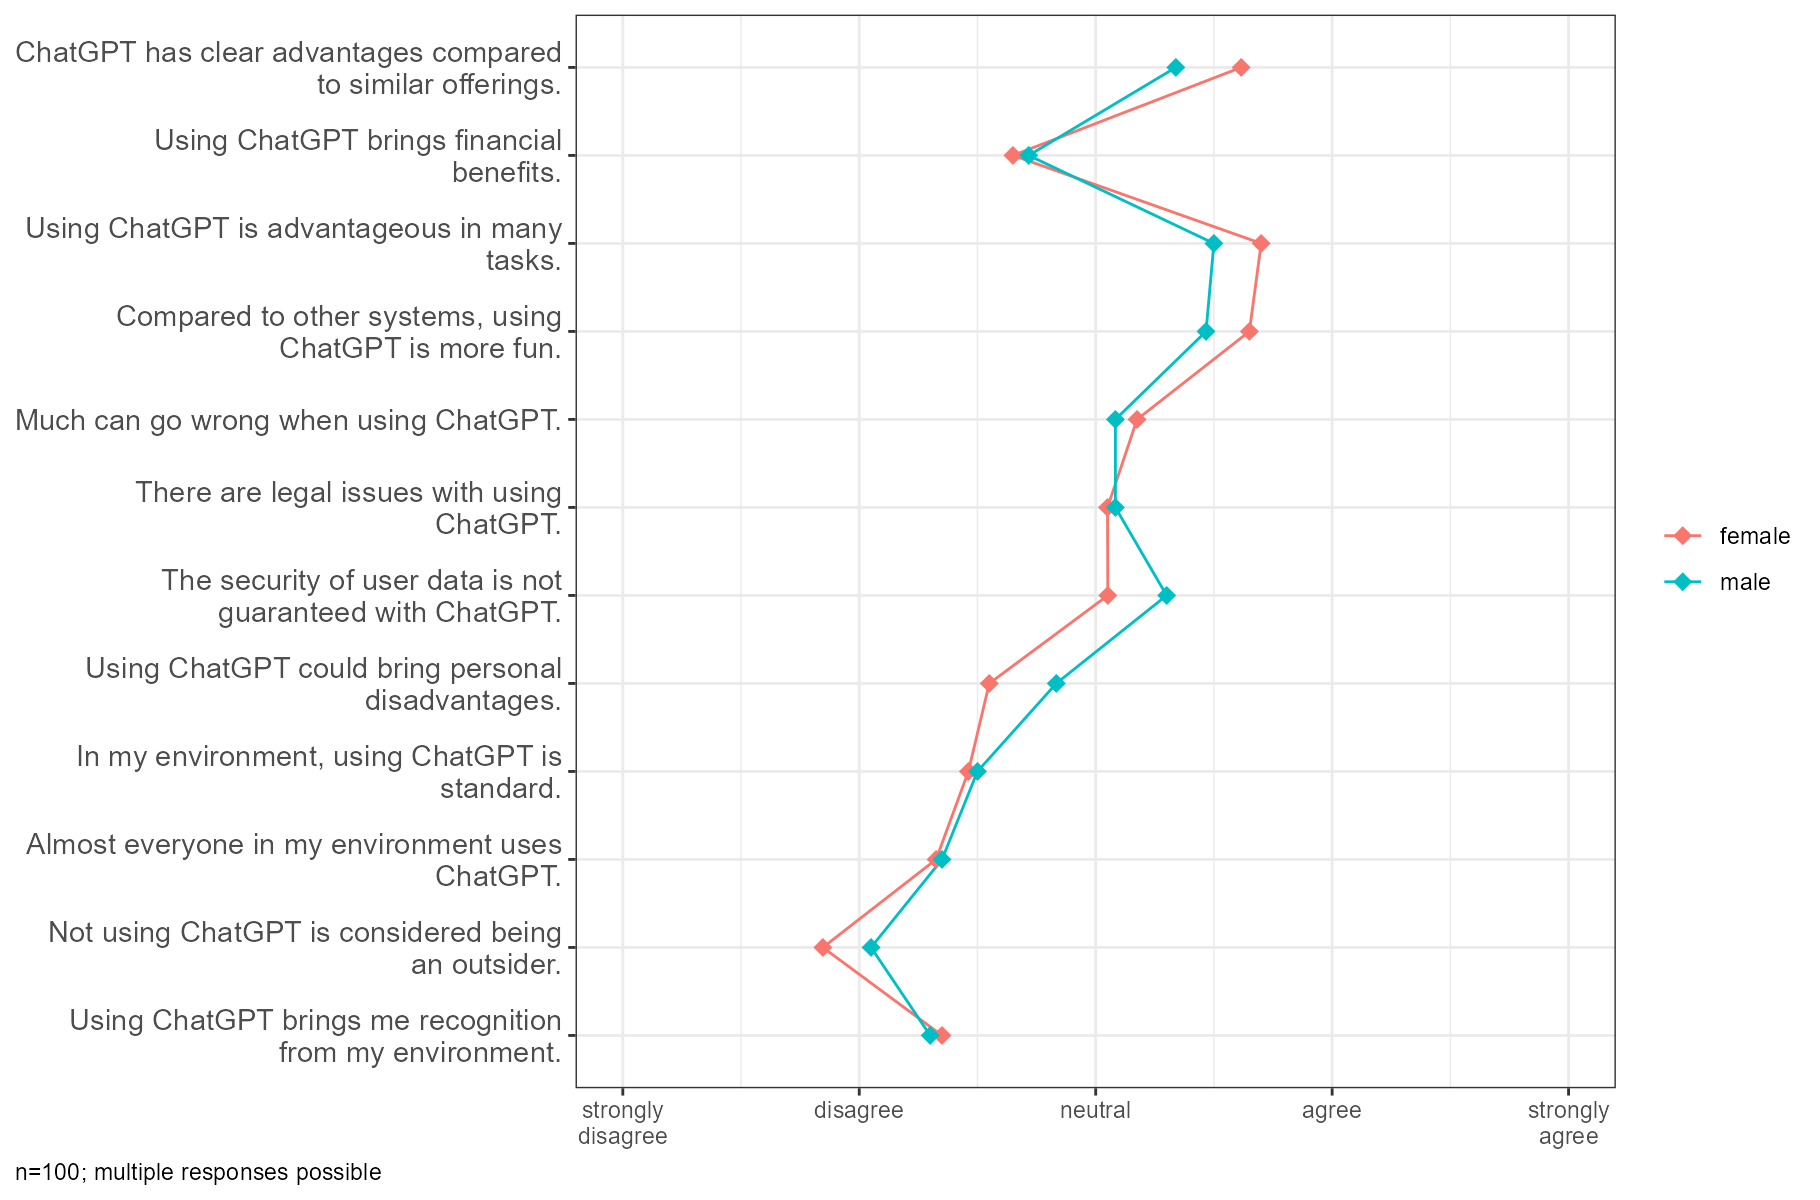 ChatGPT has clear advantages compared
to similar offerings.
Using ChatGPT brings financial
benefits.
Using ChatGPT is advantageous in many
tasks.
Compared to other systems, using
ChatGPT is more fun.
Much can go wrong when using ChatGPT.
There are legal issues with using
ChatGPT.
The security of user data is not
guaranteed with ChatGPT.
Using ChatGPT could bring personal
disadvantages.
In my environment, using ChatGPT is
standard.
Almost everyone in my environment uses
ChatGPT.
Not using ChatGPT is considered being
an outsider.
Using ChatGPT brings me recognition
from my environment.
strongly
disagree
disagree
neutral
agree
strongly
agree
female
male
n=100; multiple responses possible